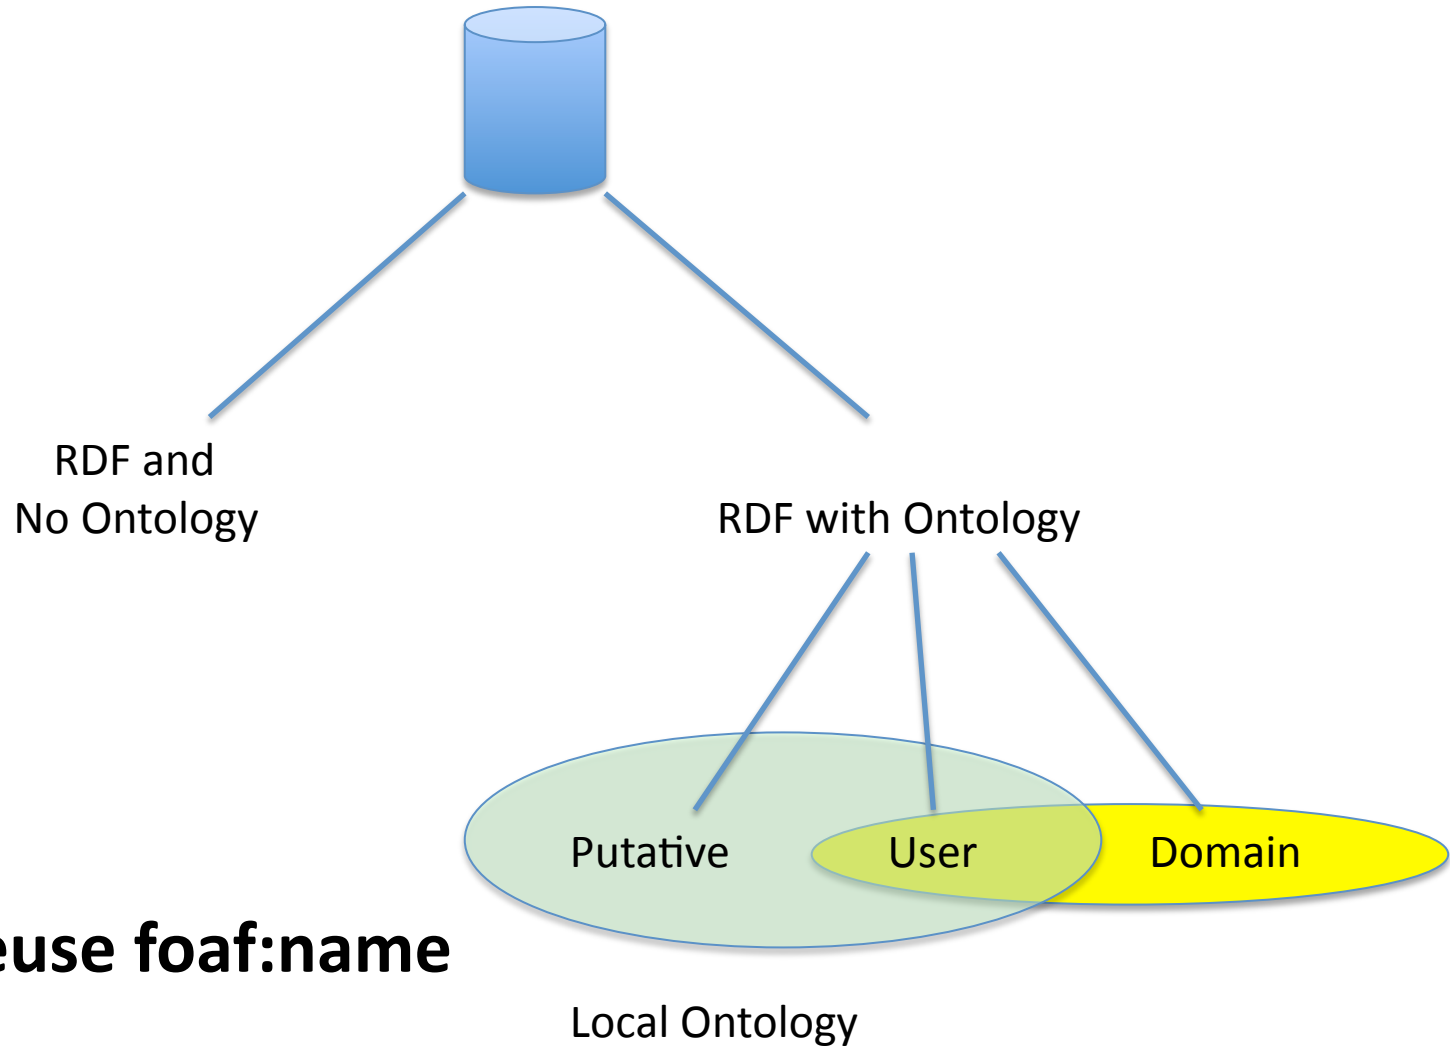 RDF and
No Ontology
RDF with Ontology
Putative
User
Domain
euse foaf:name
Local Ontology